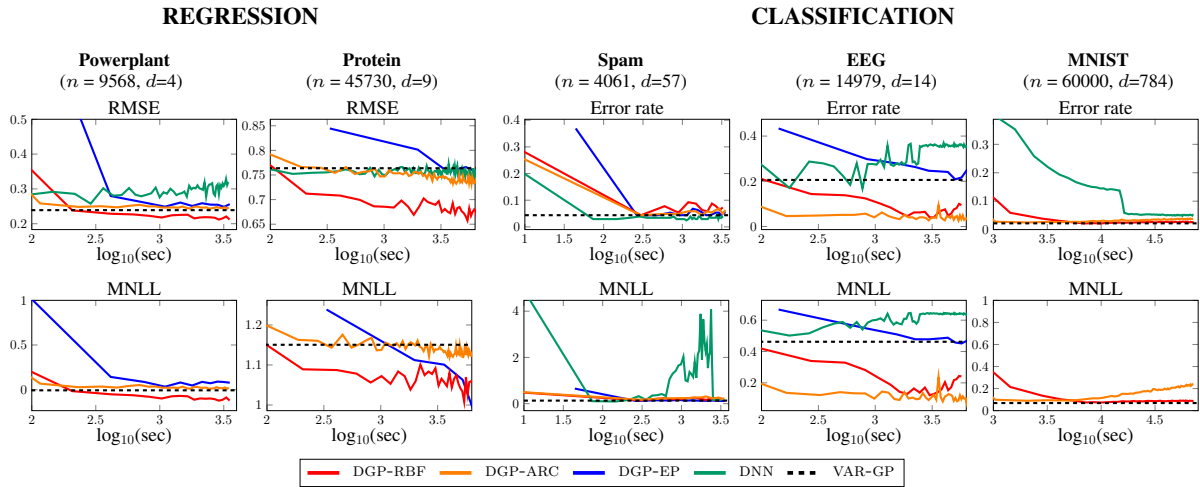 REGRESSION
CLASSIFICATION
Powerplant
(n = 9568, d=4)
Protein
(n = 45730, d=9)
Spam
(n = 4061, d=57)
EEG
(n = 14979, d=14)
MNIST
(n = 60000, d=784)
RMSE
RMSE
Error rate
Error rate
Error rate
0.5
0.4
0.3
0.2
2 2.5 3 3.5
log10(sec)
0.85
0.8
0.75
0.7
0.65
2 2.5 3 3.5
log10(sec)
0.4
0.3
0.2
0.1
0
1 1.5 2 2.5 3 3.5
log10(sec)
0.4
0.2
0
2 2.5 3 3.5
log10(sec)
0.4
0.3
0.2
0.1
0
3 3.5 4 4.5
log10(sec)
MNLL
MNLL
MNLL
MNLL
MNLL
1
0.5
0
2 2.5 3 3.5
log10(sec)
1.2
1.1
1
2 2.5 3 3.5
log10(sec)
4
2
0
1 1.5 2 2.5 3 3.5
log10(sec)
0.6
0.4
0.2
2 2.5 3 3.5
log10(sec)
1
0.8
0.6
0.4
0.2
0
3 3.5 4 4.5
log10(sec)
DGP-RBF DGP-ARC DGP-EP DNN VAR-GP